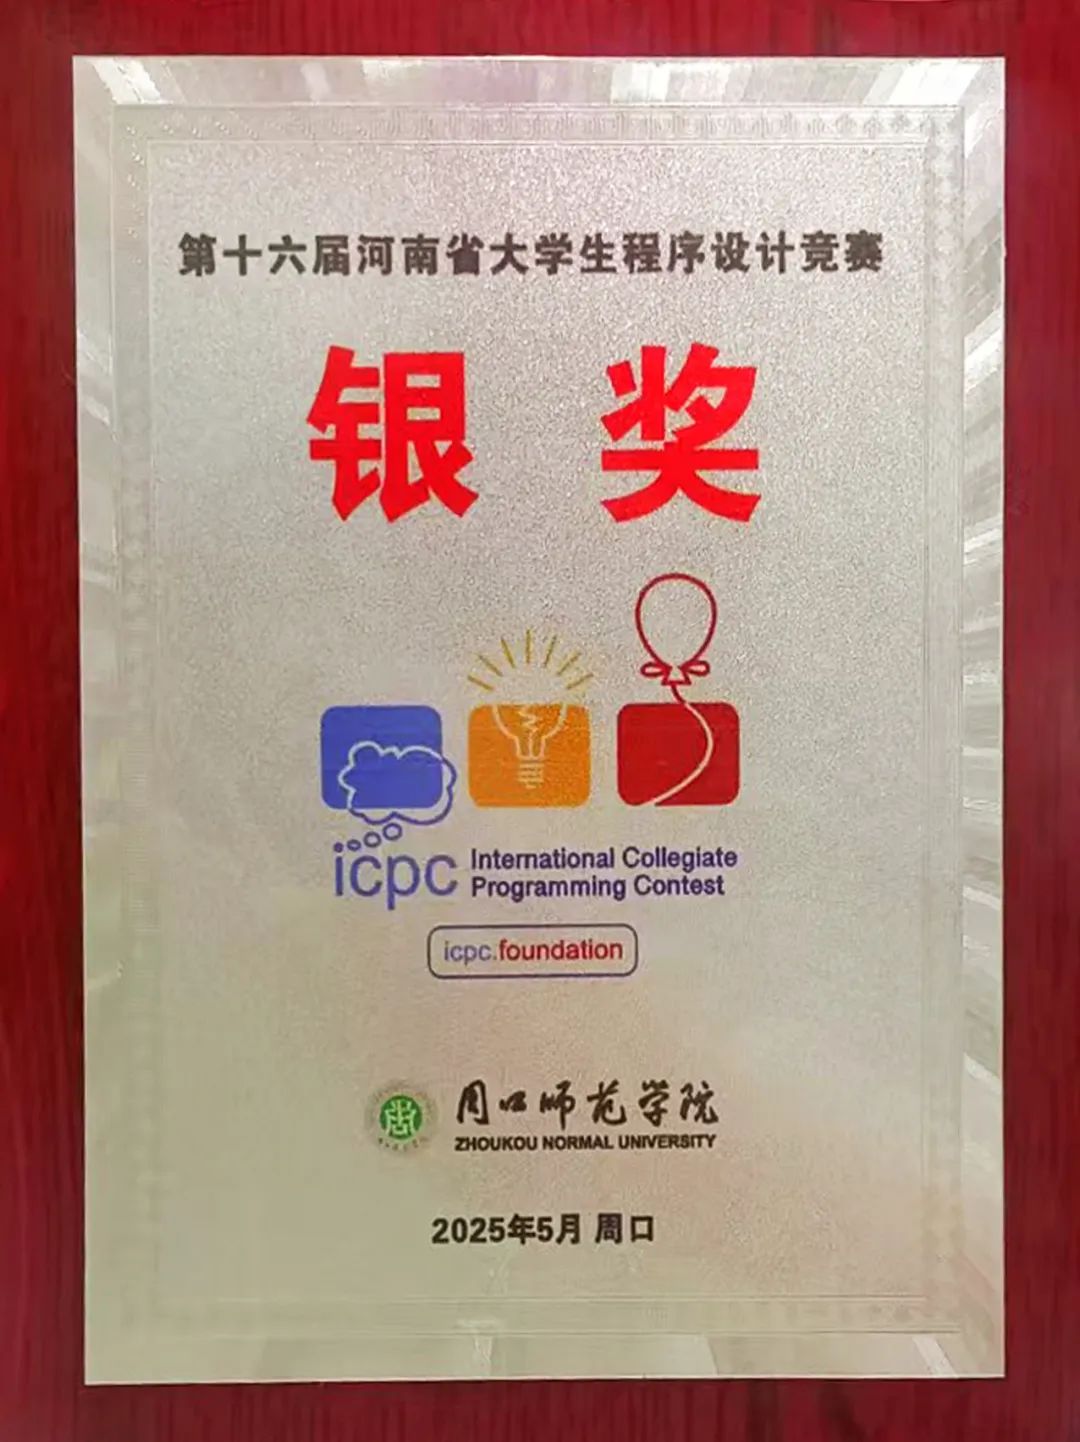 第十六届河南省大学生程序设计竞赛
银 奖
icpc International Collegiate
Programming Contest
icpc.foundation
周口师范学院
ZHOUKOU NORMAL UNIVERSITY
2025年5月 周口